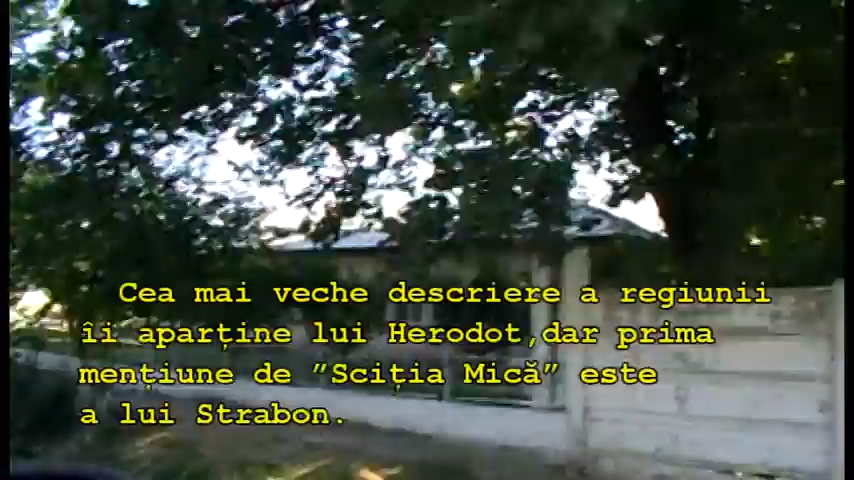 Cea mai veche descriere a regiunii
îi aparține lui Herodot,dar prima
mențiune de ”Sciția Mică” este
a lui Strabon.